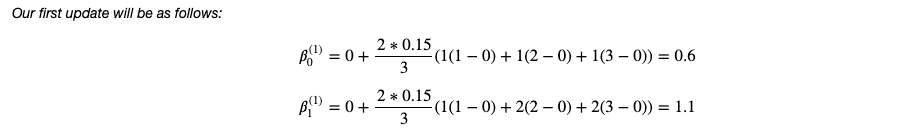 Our first update will be as follows:
β₀⁽¹⁾ = 0 + \frac{2 * 0.15}{3}(1(1 − 0) + 1(2 − 0) + 1(3 − 0)) = 0.6
β₁⁽¹⁾ = 0 + \frac{2 * 0.15}{3}(1(1 − 0) + 2(2 − 0) + 2(3 − 0)) = 1.1